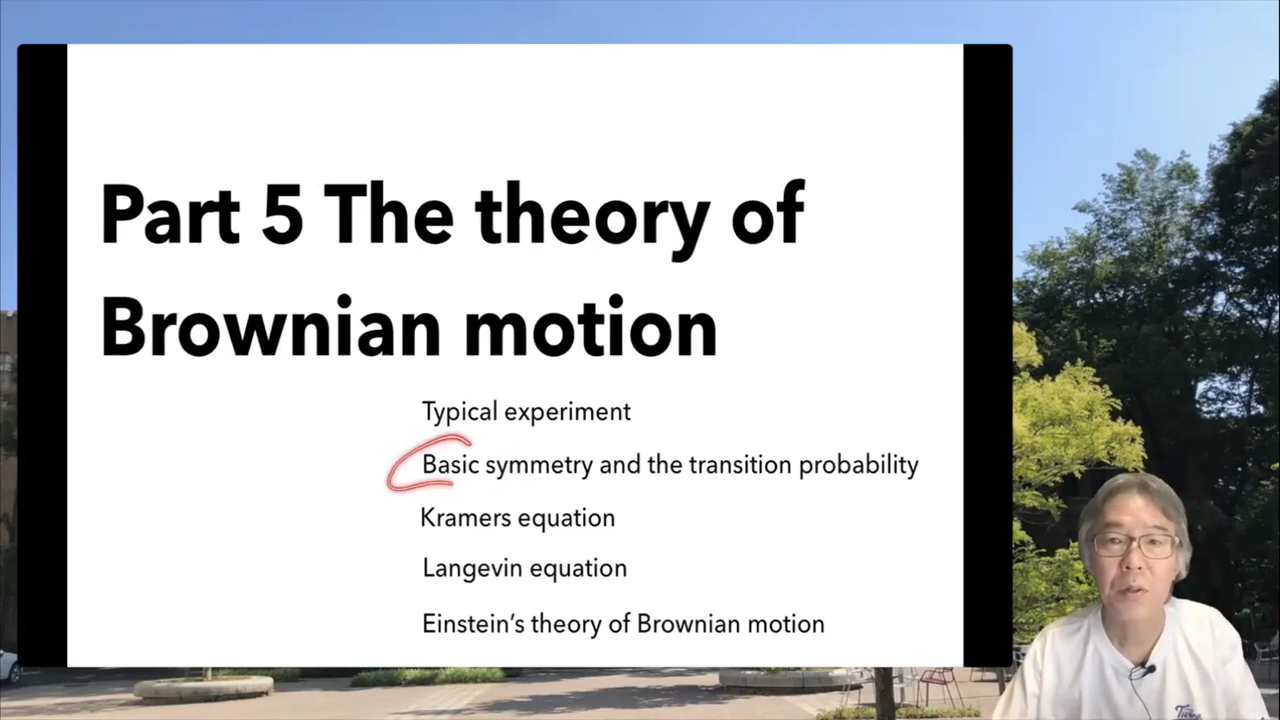 Part 5 The theory of
Brownian motion
Typical experiment
Basic symmetry and the transition probability
Kramers equation
Langevin equation
Einstein’s theory of Brownian motion